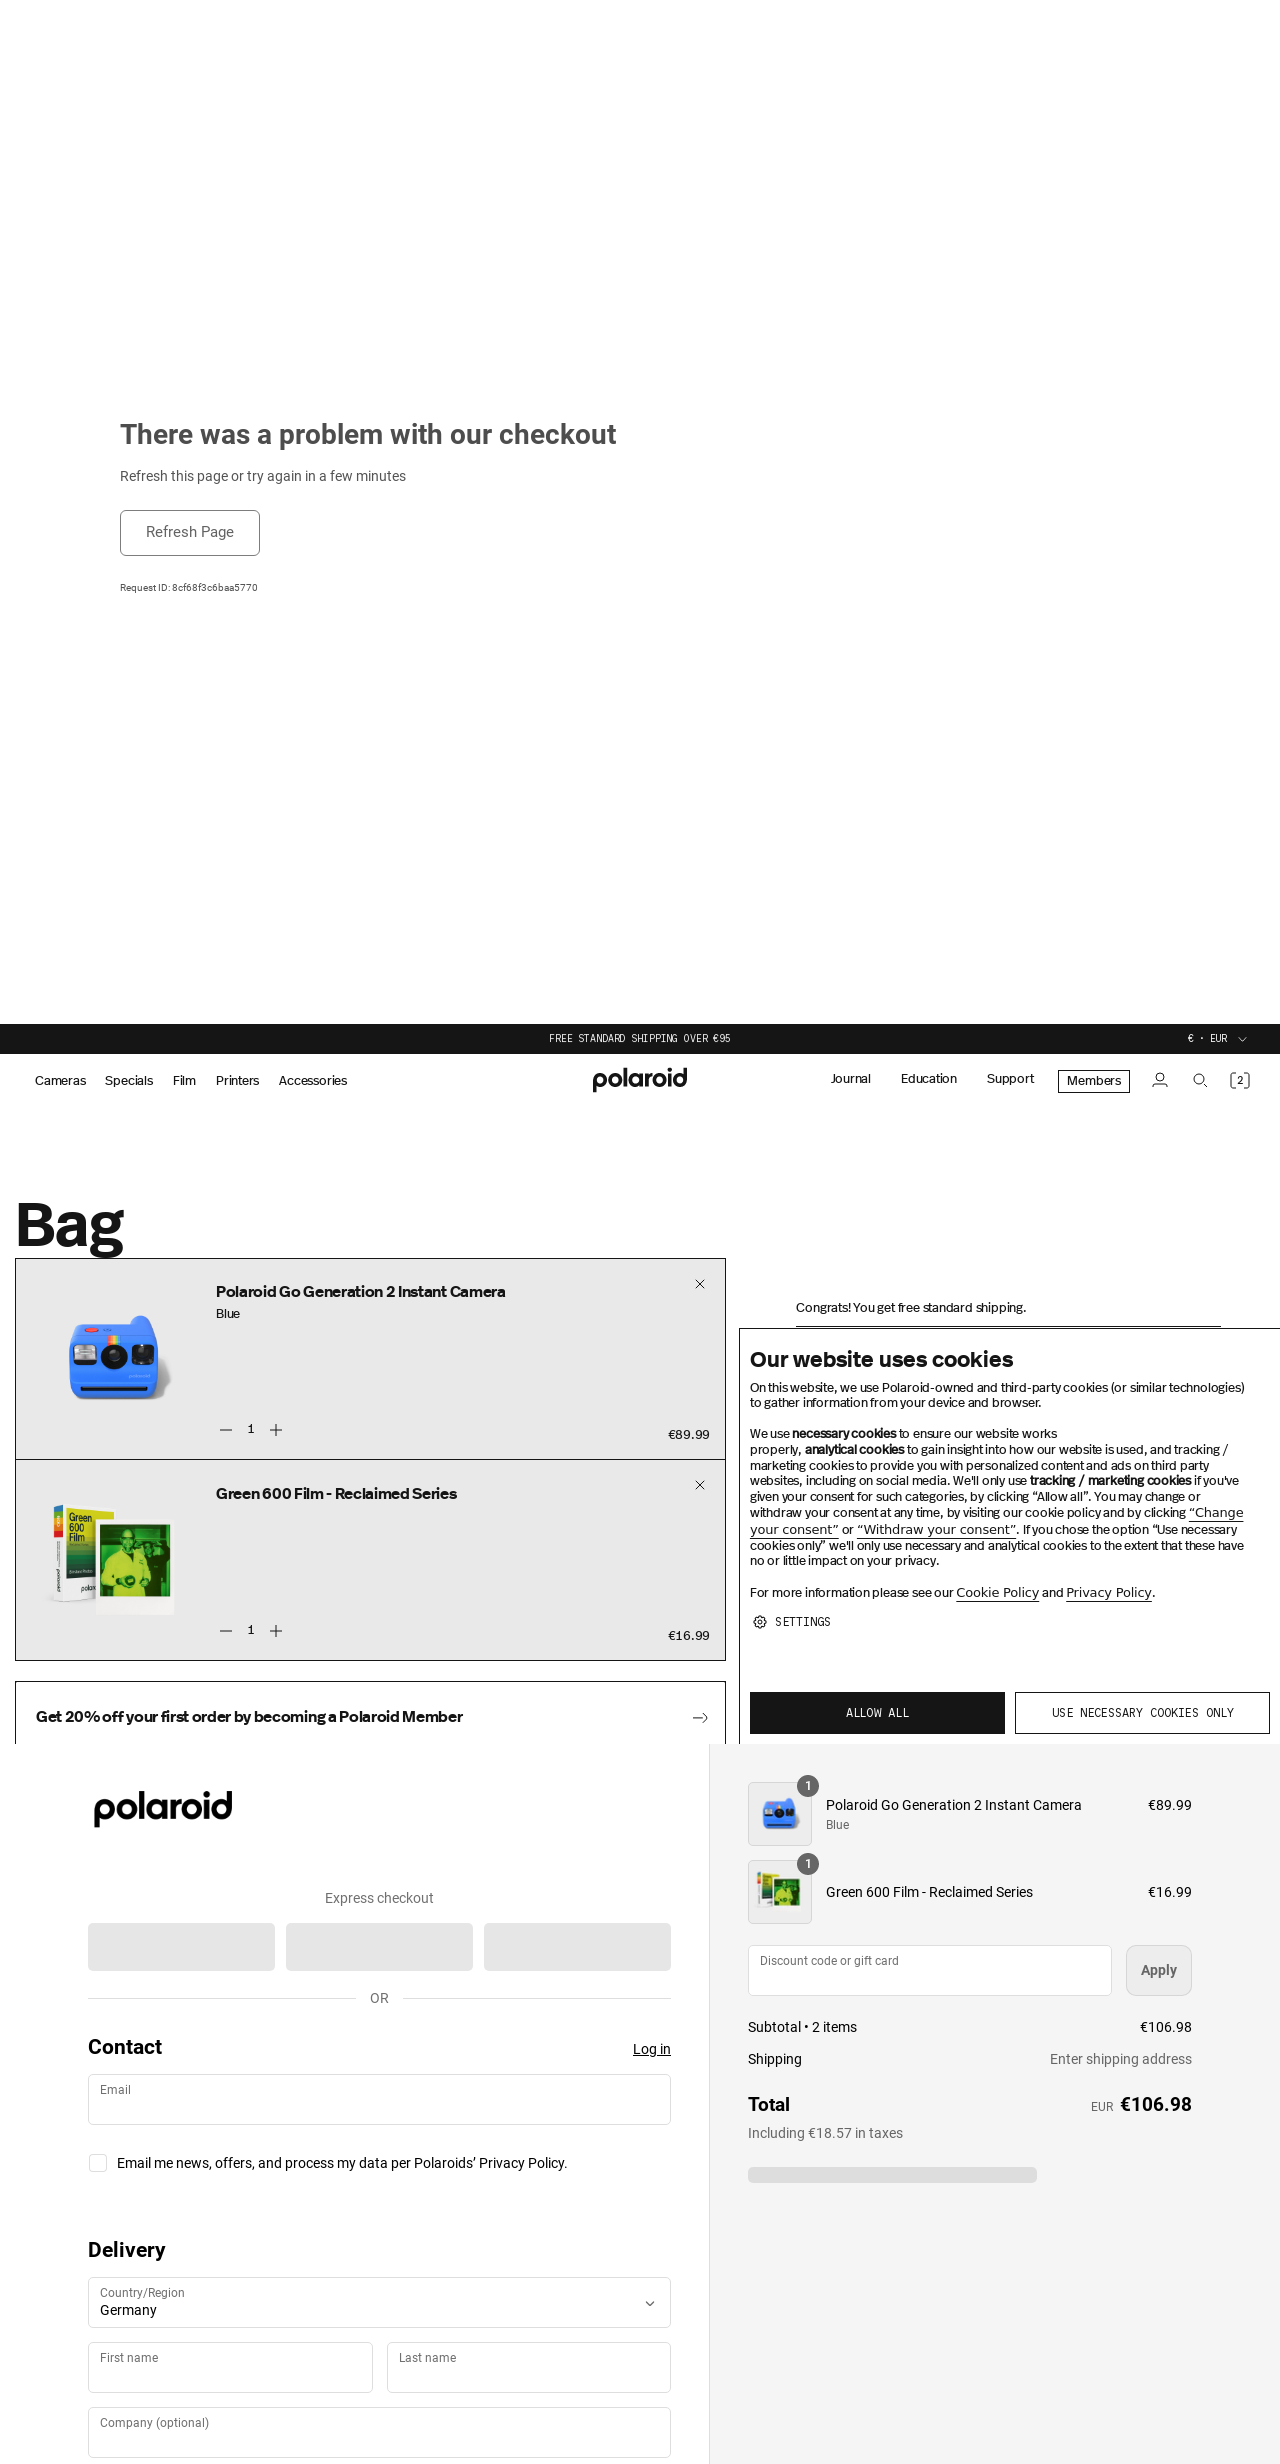 There was a problem with our checkout
Refresh this page or try again in a few minutes
Refresh Page
Request ID: 8cf68f3c6baa5770
FREE STANDARD SHIPPING OVER €95
€ · EUR
Cameras Specials Film Printers Accessories
polaroid
Journal Education Support Members 2
Bag
Polaroid Go Generation 2 Instant Camera
Blue
1
€89.99
Green 600 Film - Reclaimed Series
Green
600
Film
1
€16.99
Get 20% off your first order by becoming a Polaroid Member
Congrats! You get free standard shipping.
Our website uses cookies
On this website, we use Polaroid-owned and third-party cookies (or similar technologies)
to gather information from your device and browser.
We use necessary cookies to ensure our website works
properly, analytical cookies to gain insight into how our website is used, and tracking /
marketing cookies to provide you with personalized content and ads on third party
websites, including on social media. We'll only use tracking / marketing cookies if you've
given your consent for such categories, by clicking “Allow all”. You may change or
withdraw your consent at any time, by visiting our cookie policy and by clicking “Change
your consent” or “Withdraw your consent”. If you chose the option “Use necessary
cookies only” we'll only use necessary and analytical cookies to the extent that these have
no or little impact on your privacy.
For more information please see our Cookie Policy and Privacy Policy.
SETTINGS
ALLOW ALL
USE NECESSARY COOKIES ONLY
polaroid
Express checkout
OR
Contact
Log in
Email
Email me news, offers, and process my data per Polaroids’ Privacy Policy.
Delivery
Country/Region
Germany
First name
Last name
Company (optional)
1
Polaroid Go Generation 2 Instant Camera
€89.99
Blue
1
Green 600 Film - Reclaimed Series
€16.99
Discount code or gift card
Apply
Subtotal • 2 items
€106.98
Shipping
Enter shipping address
Total
EUR €106.98
Including €18.57 in taxes